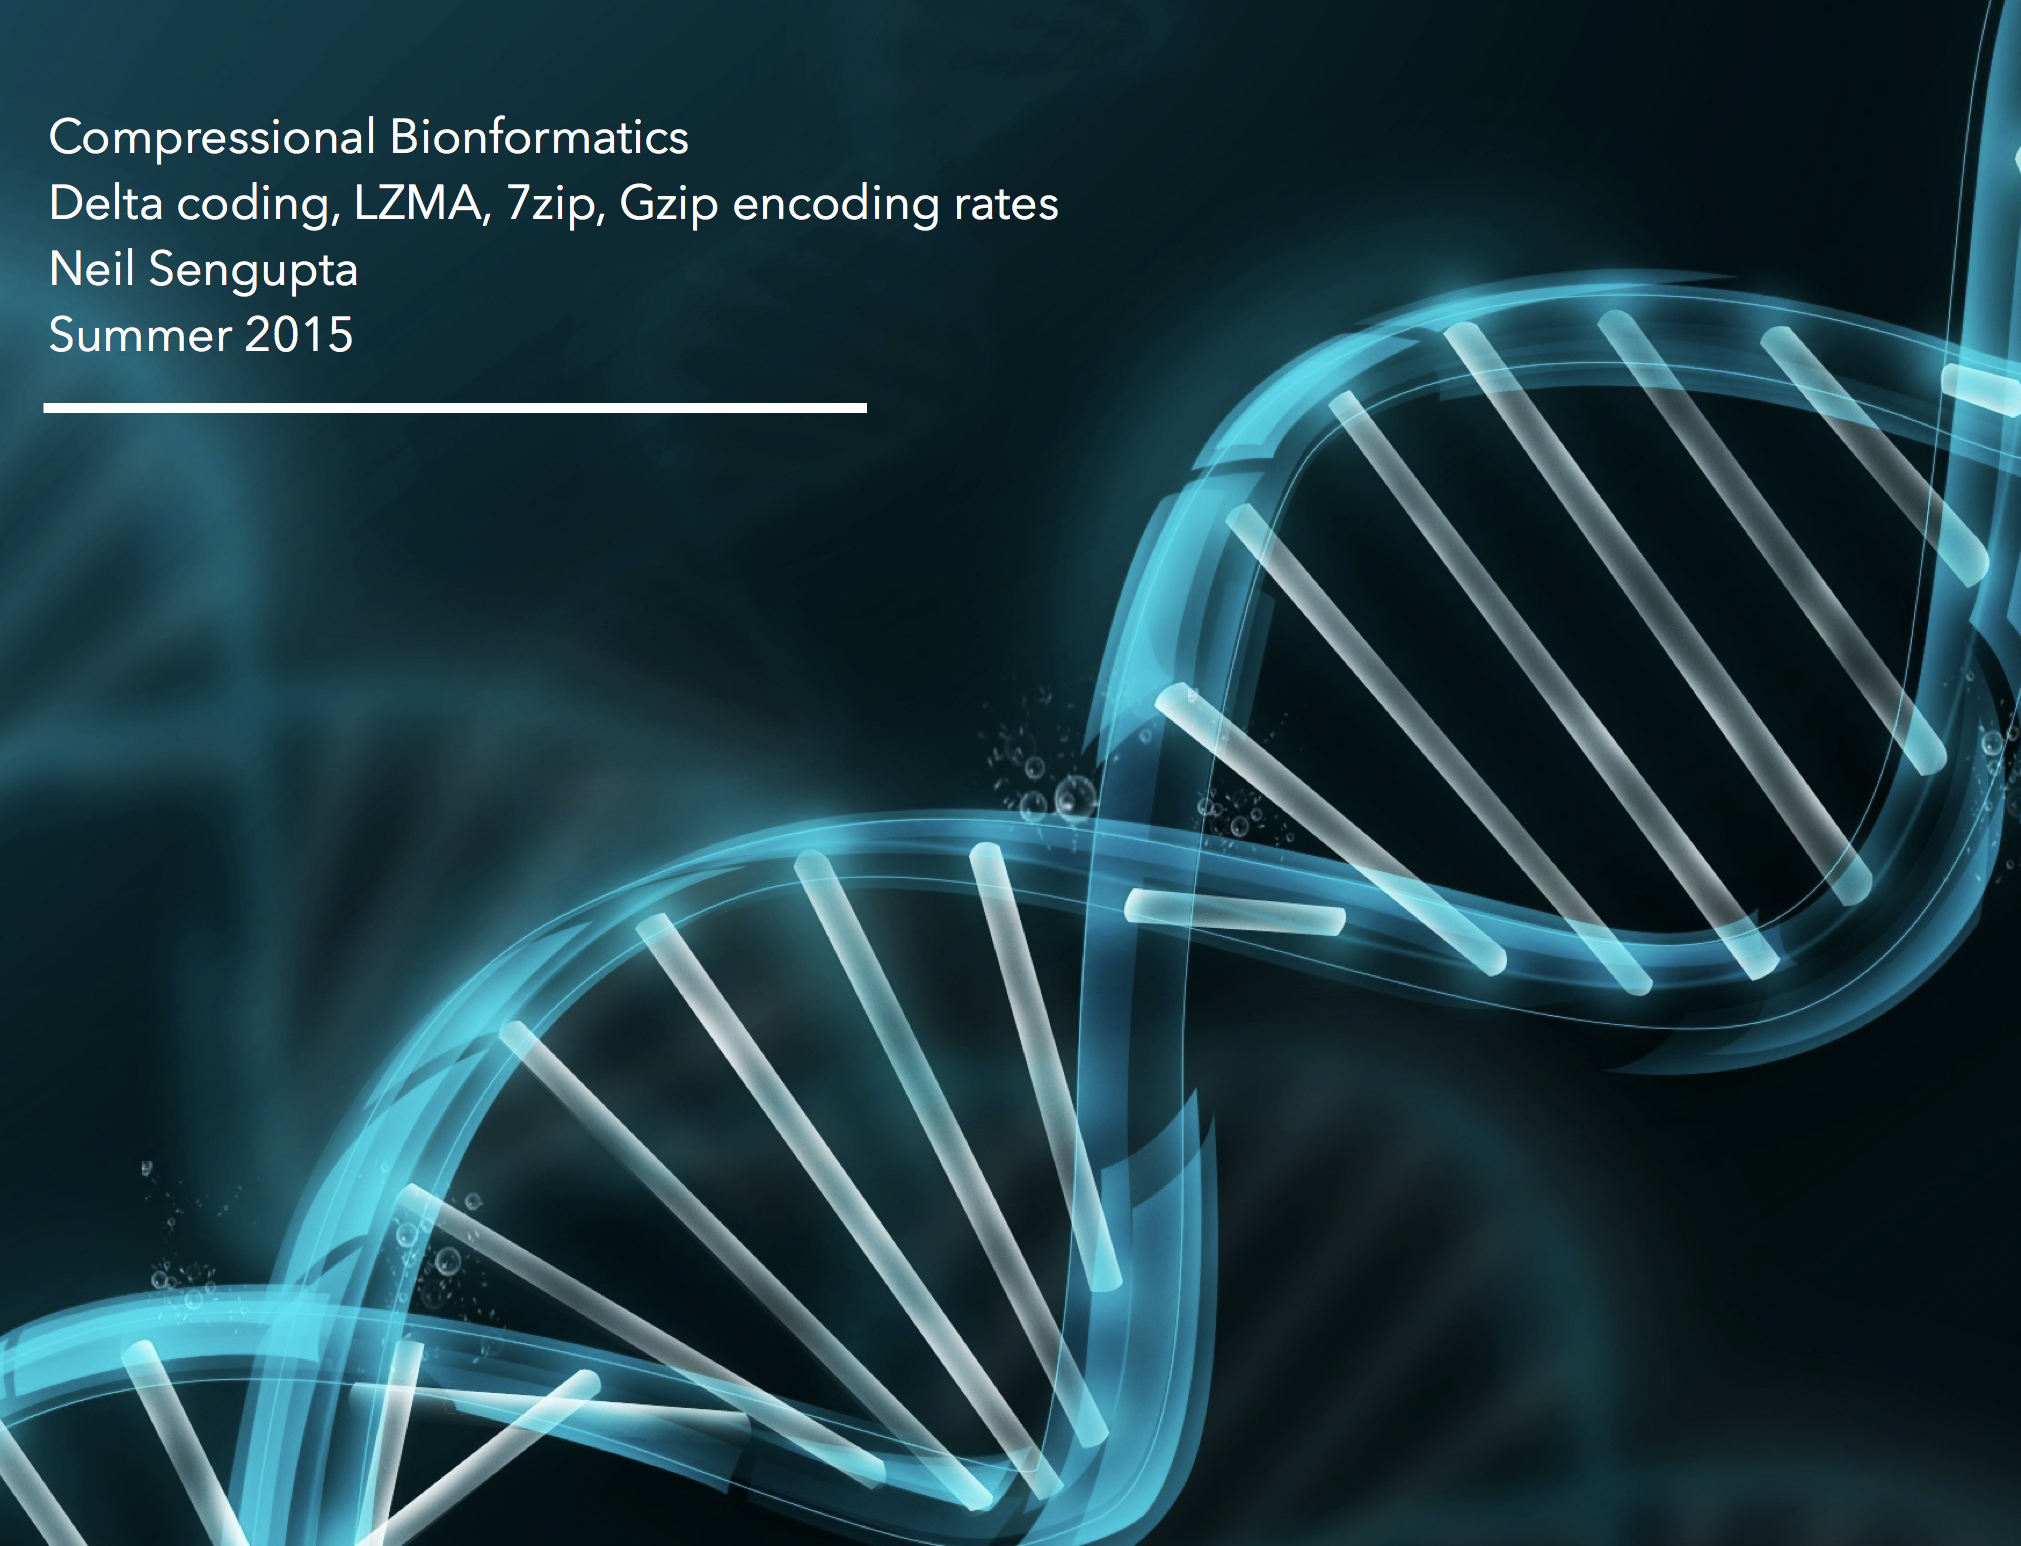 Compressional Bionformatics
Delta coding, LZMA, 7zip, Gzip encoding rates
Neil Sengupta
Summer 2015